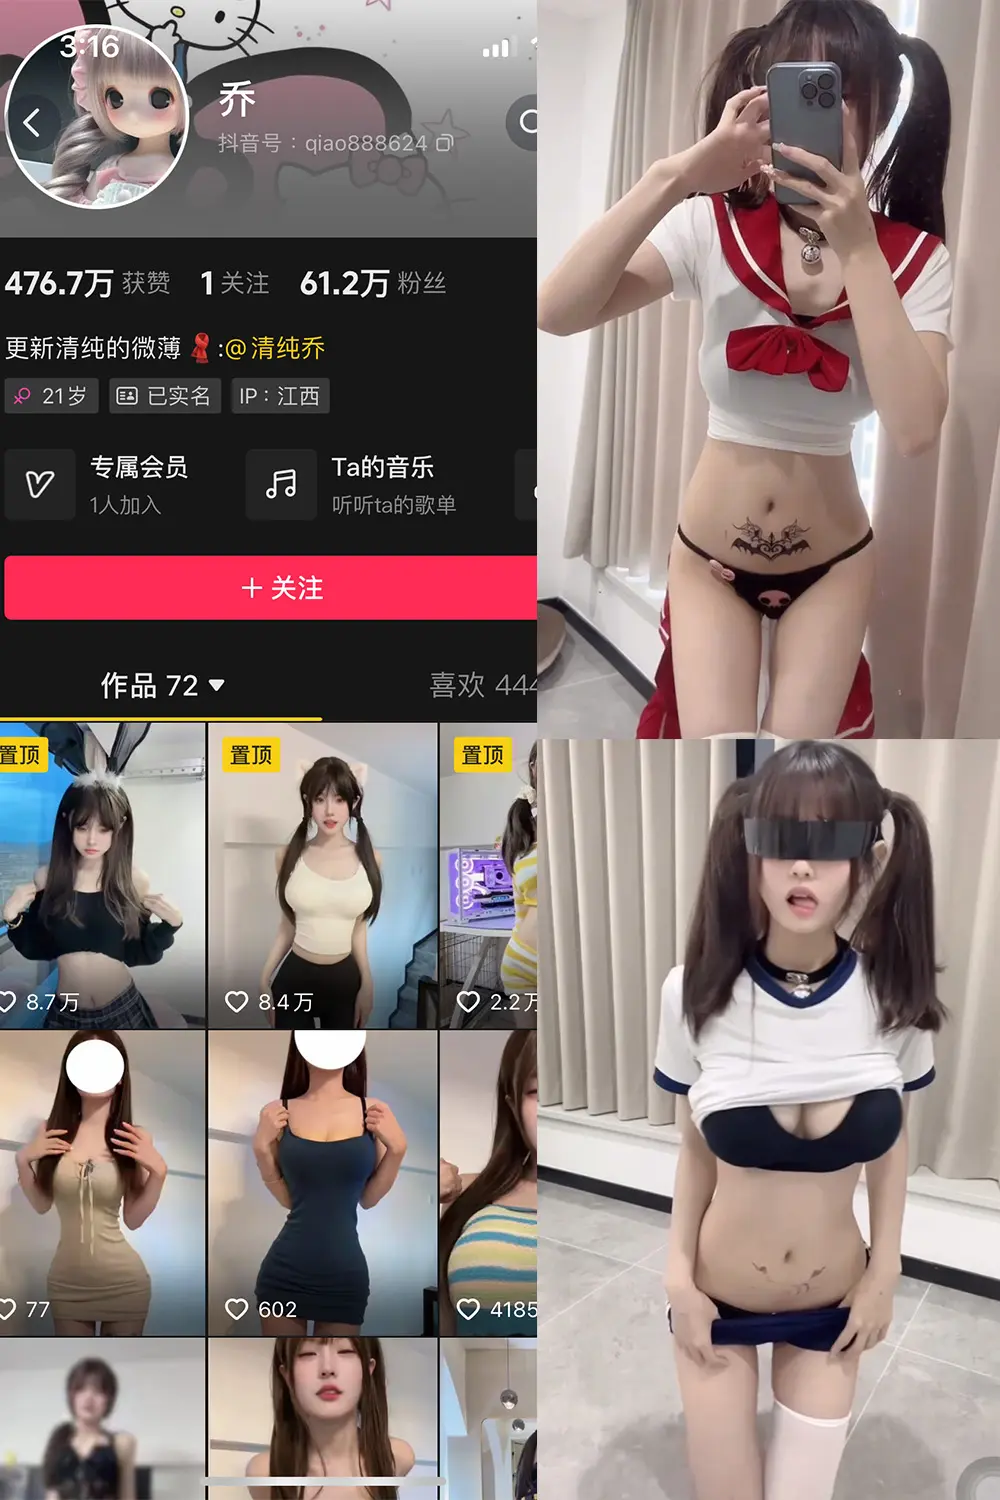 3:16
乔
抖音号：qiao888624
476.7万 获赞 1 关注 61.2万 粉丝
更新清纯的微薄 :@清纯乔
21岁 已实名 IP：江西
专属会员
1人加入
Ta的音乐
听听ta的歌单
+ 关注
作品 72
喜欢 444
置顶
置顶
置顶
8.7万
8.4万
2.2万
77
602
4185